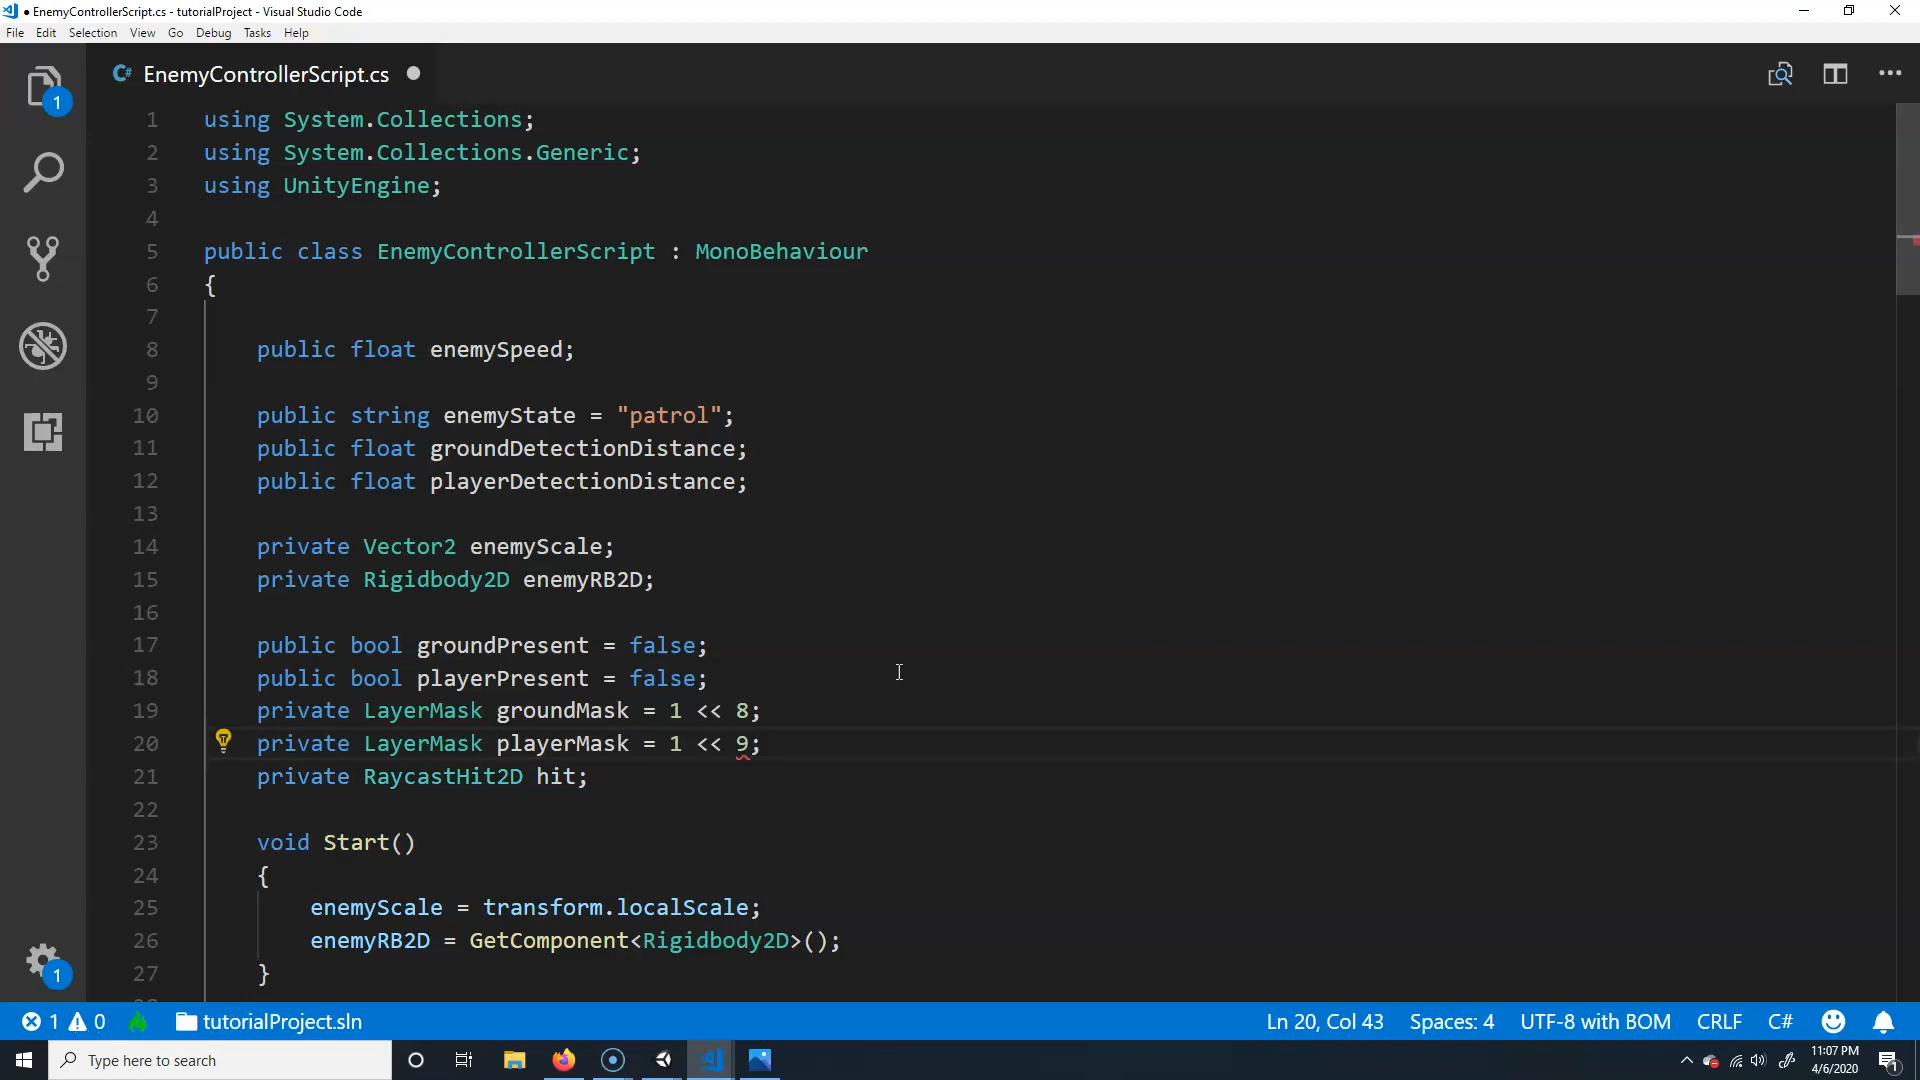 ● EnemyControllerScript.cs - tutorialProject - Visual Studio Code
File Edit Selection View Go Debug Tasks Help
C# EnemyControllerScript.cs
1
1 using System.Collections;
2 using System.Collections.Generic;
3 using UnityEngine;
4
5 public class EnemyControllerScript : MonoBehaviour
6 {
7
8 public float enemySpeed;
9
10 public string enemyState = "patrol";
11 public float groundDetectionDistance;
12 public float playerDetectionDistance;
13
14 private Vector2 enemyScale;
15 private Rigidbody2D enemyRB2D;
16
17 public bool groundPresent = false;
18 public bool playerPresent = false;
19 private LayerMask groundMask = 1 << 8;
20 private LayerMask playerMask = 1 << 9;
21 private RaycastHit2D hit;
22
23 void Start()
24 {
25 enemyScale = transform.localScale;
26 enemyRB2D = GetComponent<Rigidbody2D>();
27 }
1
1 0 tutorialProject.sln Ln 20, Col 43 Spaces: 4 UTF-8 with BOM CRLF C#
Type here to search
11:07 PM
4/6/2020
1